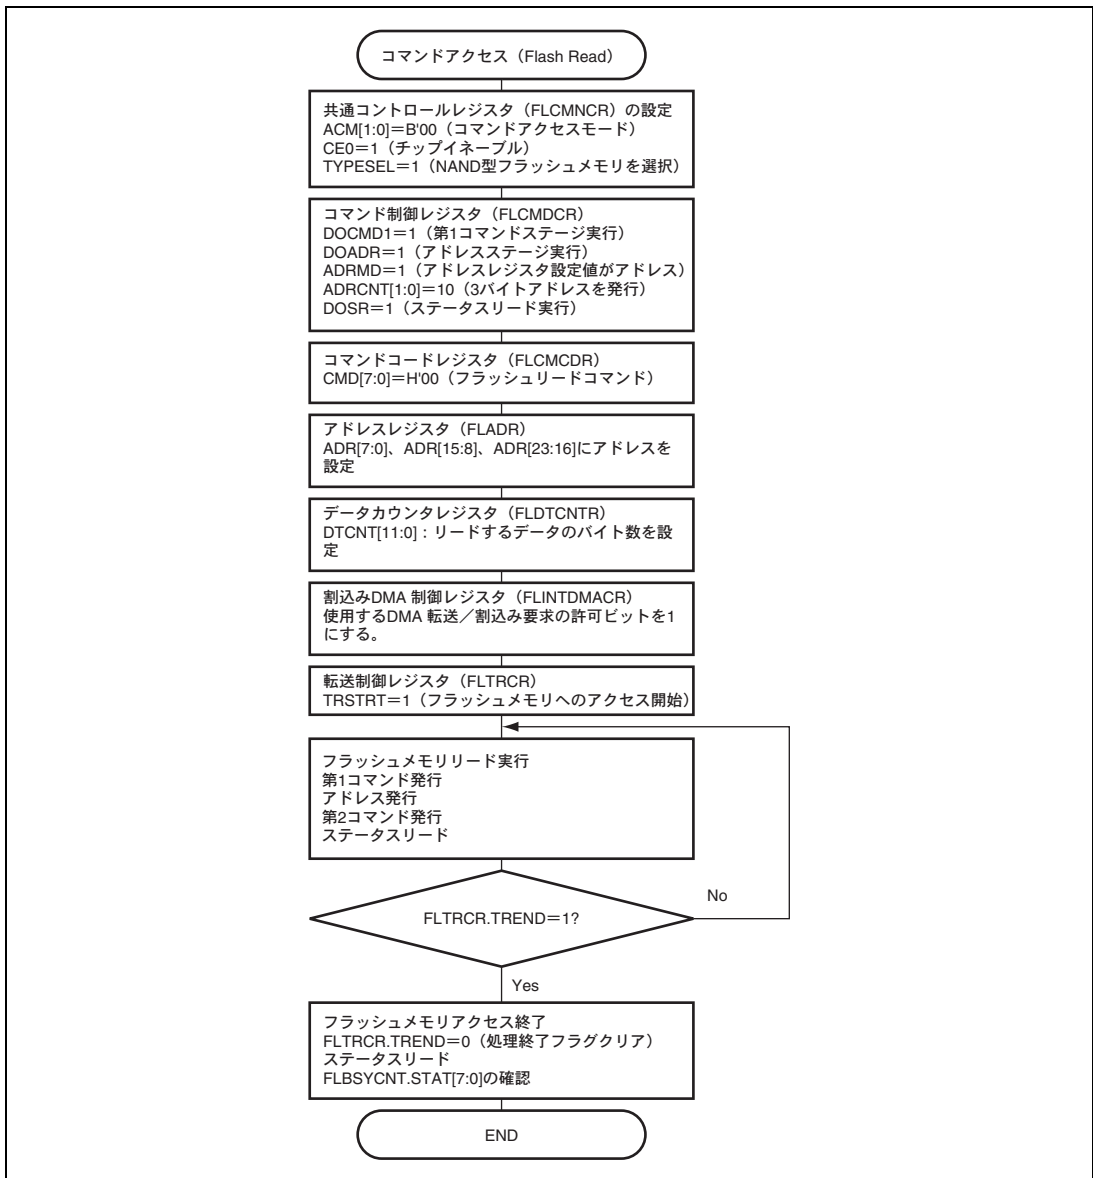 コマンドアクセス（Flash Read）
共通コントロールレジスタ（FLCMNCR）の設定
ACM[1:0]＝B'00（コマンドアクセスモード）
CE0＝1（チップイネーブル）
TYPESEL＝1（NAND型フラッシュメモリを選択）
コマンド制御レジスタ（FLCMDCR）
DOCMD1＝1（第1コマンドステージ実行）
DOADR＝1（アドレスステージ実行）
ADRMD＝1（アドレスレジスタ設定値がアドレス）
ADRCNT[1:0]＝10（3バイトアドレスを発行）
DOSR＝1（ステータスリード実行）
コマンドコードレジスタ（FLCMCDR）
CMD[7:0]＝H'00（フラッシュリードコマンド）
アドレスレジスタ（FLADR）
ADR[7:0]、ADR[15:8]、ADR[23:16]にアドレスを
設定
データカウンタレジスタ（FLDTCNTR）
DTCNT[11:0]：リードするデータのバイト数を設
定
割込みDMA 制御レジスタ（FLINTDMACR）
使用するDMA 転送／割込み要求の許可ビットを1
にする。
転送制御レジスタ（FLTRCR）
TRSTRT＝1（フラッシュメモリへのアクセス開始）
フラッシュメモリリード実行
第1コマンド発行
アドレス発行
第2コマンド発行
ステータスリード
No
FLTRCR.TREND＝1?
Yes
フラッシュメモリアクセス終了
FLTRCR.TREND＝0（処理終了フラグクリア）
ステータスリード
FLBSYCNT.STAT[7:0]の確認
END